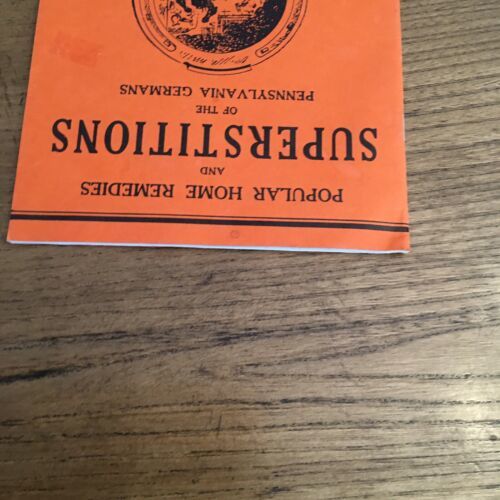 POPULAR HOME REMEDIES
AND
SUPERSTITIONS
OF THE
PENNSYLVANIA GERMANS